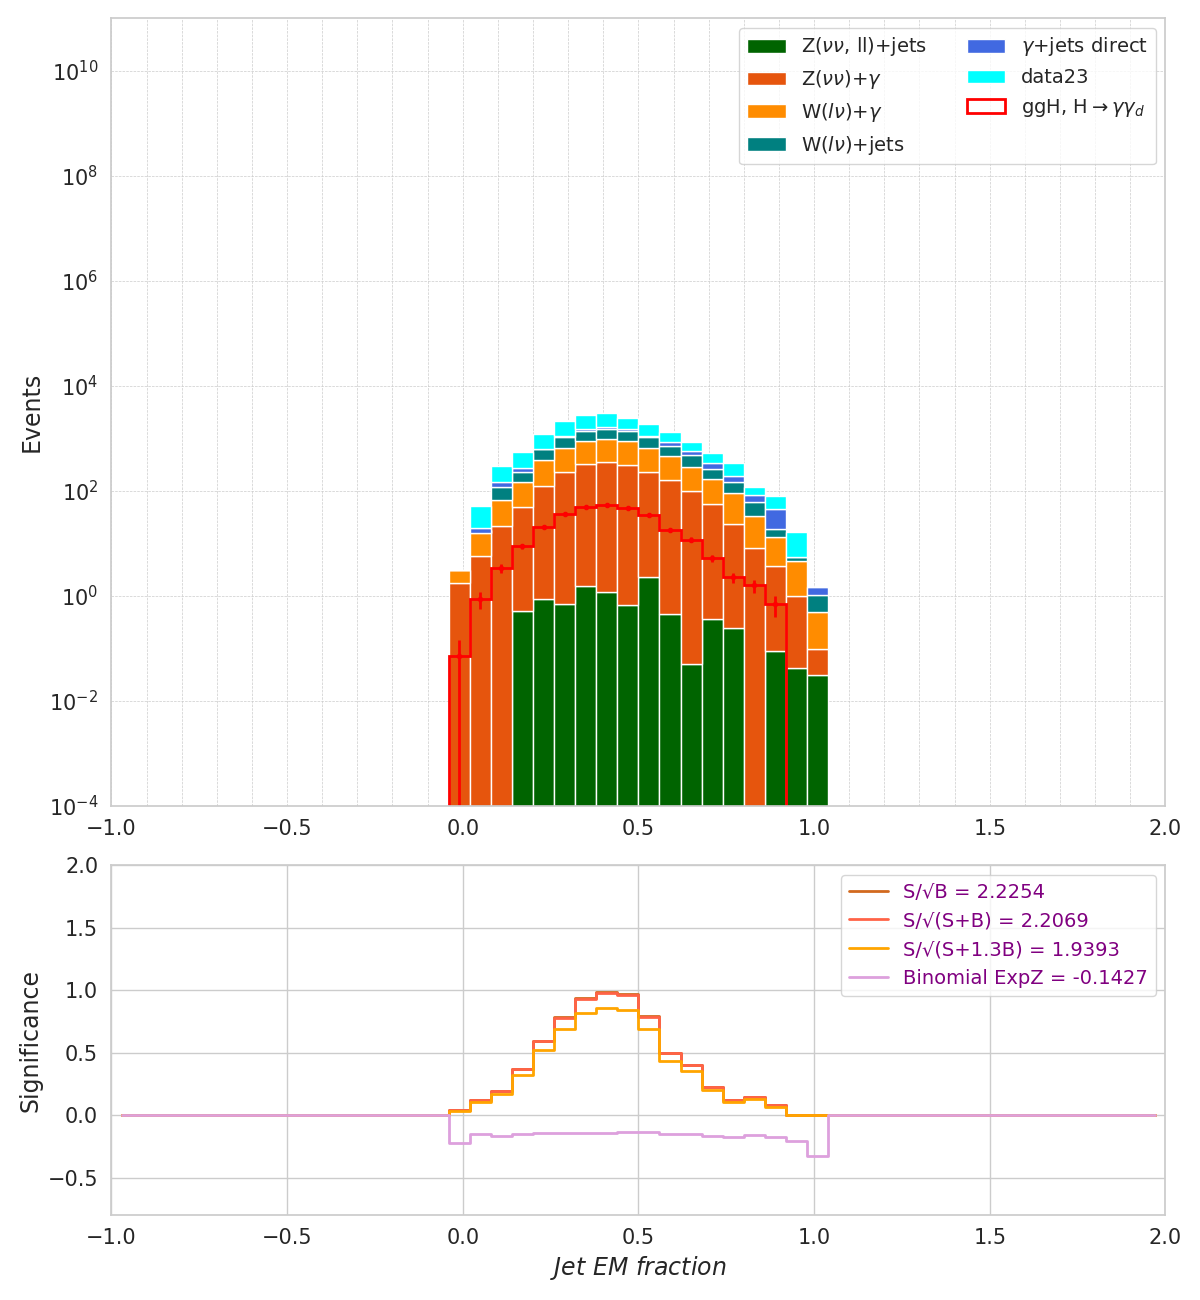 Z(νν, ll)+jets
Z(νν)+γ
W(lν)+γ
W(lν)+jets
γ+jets direct
data23
ggH, H→γγ_d
Events
10^10
10^8
10^6
10^4
10^2
10^0
10^−2
10^−4
−1.0 −0.5 0.0 0.5 1.0 1.5 2.0
S/√B = 2.2254
S/√(S+B) = 2.2069
S/√(S+1.3B) = 1.9393
Binomial ExpZ = -0.1427
Significance
2.0
1.5
1.0
0.5
0.0
−0.5
−1.0 −0.5 0.0 0.5 1.0 1.5 2.0
Jet EM fraction